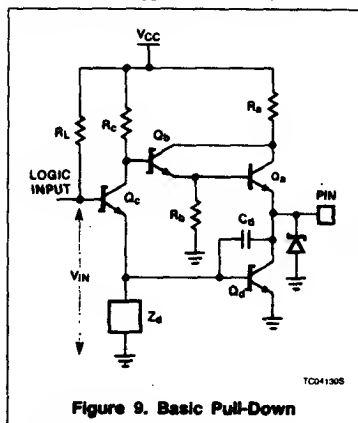 VCC
RL
Rc
Ra
Qb
LOGIC
INPUT
Qc
Qa
Rb
Cd
PIN
VIN
Qd
Zd
TC04130S
Figure 9. Basic Pull-Down